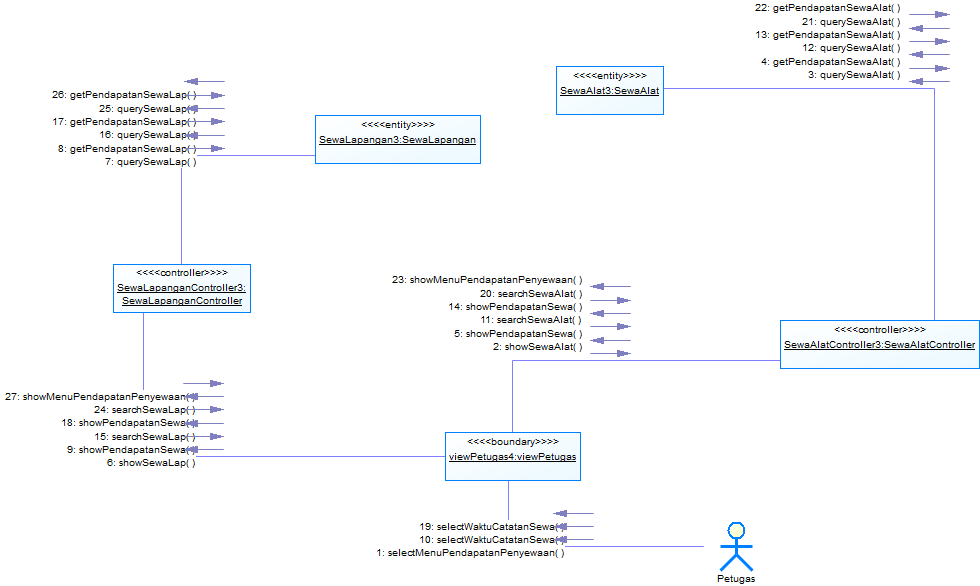 22: getPendapatanSewaAlat( )
21: querySewaAlat( )
13: getPendapatanSewaAlat( )
12: querySewaAlat( )
4: getPendapatanSewaAlat( )
3: querySewaAlat( )
<<<<entity>>>>
SewaAlat3:SewaAlat
26: getPendapatanSewaLap( )
25: querySewaLap( )
17: getPendapatanSewaLap( )
16: querySewaLap( )
8: getPendapatanSewaLap( )
7: querySewaLap( )
<<<<entity>>>>
SewaLapangan3:SewaLapangan
<<<<controller>>>>
SewaLapanganController3:
SewaLapanganController
23: showMenuPendapatanPenyewaan( )
20: searchSewaAlat( )
14: showPendapatanSewa( )
11: searchSewaAlat( )
5: showPendapatanSewa( )
2: showSewaAlat( )
<<<<controller>>>>
SewaAlatController3:SewaAlatController
27: showMenuPendapatanPenyewaan( )
24: searchSewaLap( )
18: showPendapatanSewa( )
15: searchSewaLap( )
9: showPendapatanSewa( )
6: showSewaLap( )
<<<<boundary>>>>
viewPetugas4:viewPetugas
19: selectWaktuCatatanSewa( )
10: selectWaktuCatatanSewa( )
1: selectMenuPendapatanPenyewaan( )
Petugas